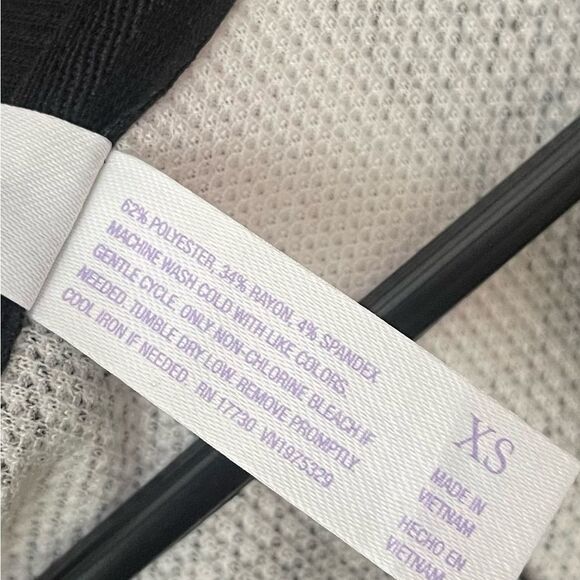 62% POLYESTER, 34% RAYON, 4% SPANDEX
MACHINE WASH COLD WITH LIKE COLORS,
GENTLE CYCLE. ONLY NON-CHLORINE BLEACH IF
NEEDED. TUMBLE DRY LOW. REMOVE PROMPTLY
COOL IRON IF NEEDED. RN 17730 VN1975329
XS
MADE IN
VIETNAM
HECHO EN
VIETNAM